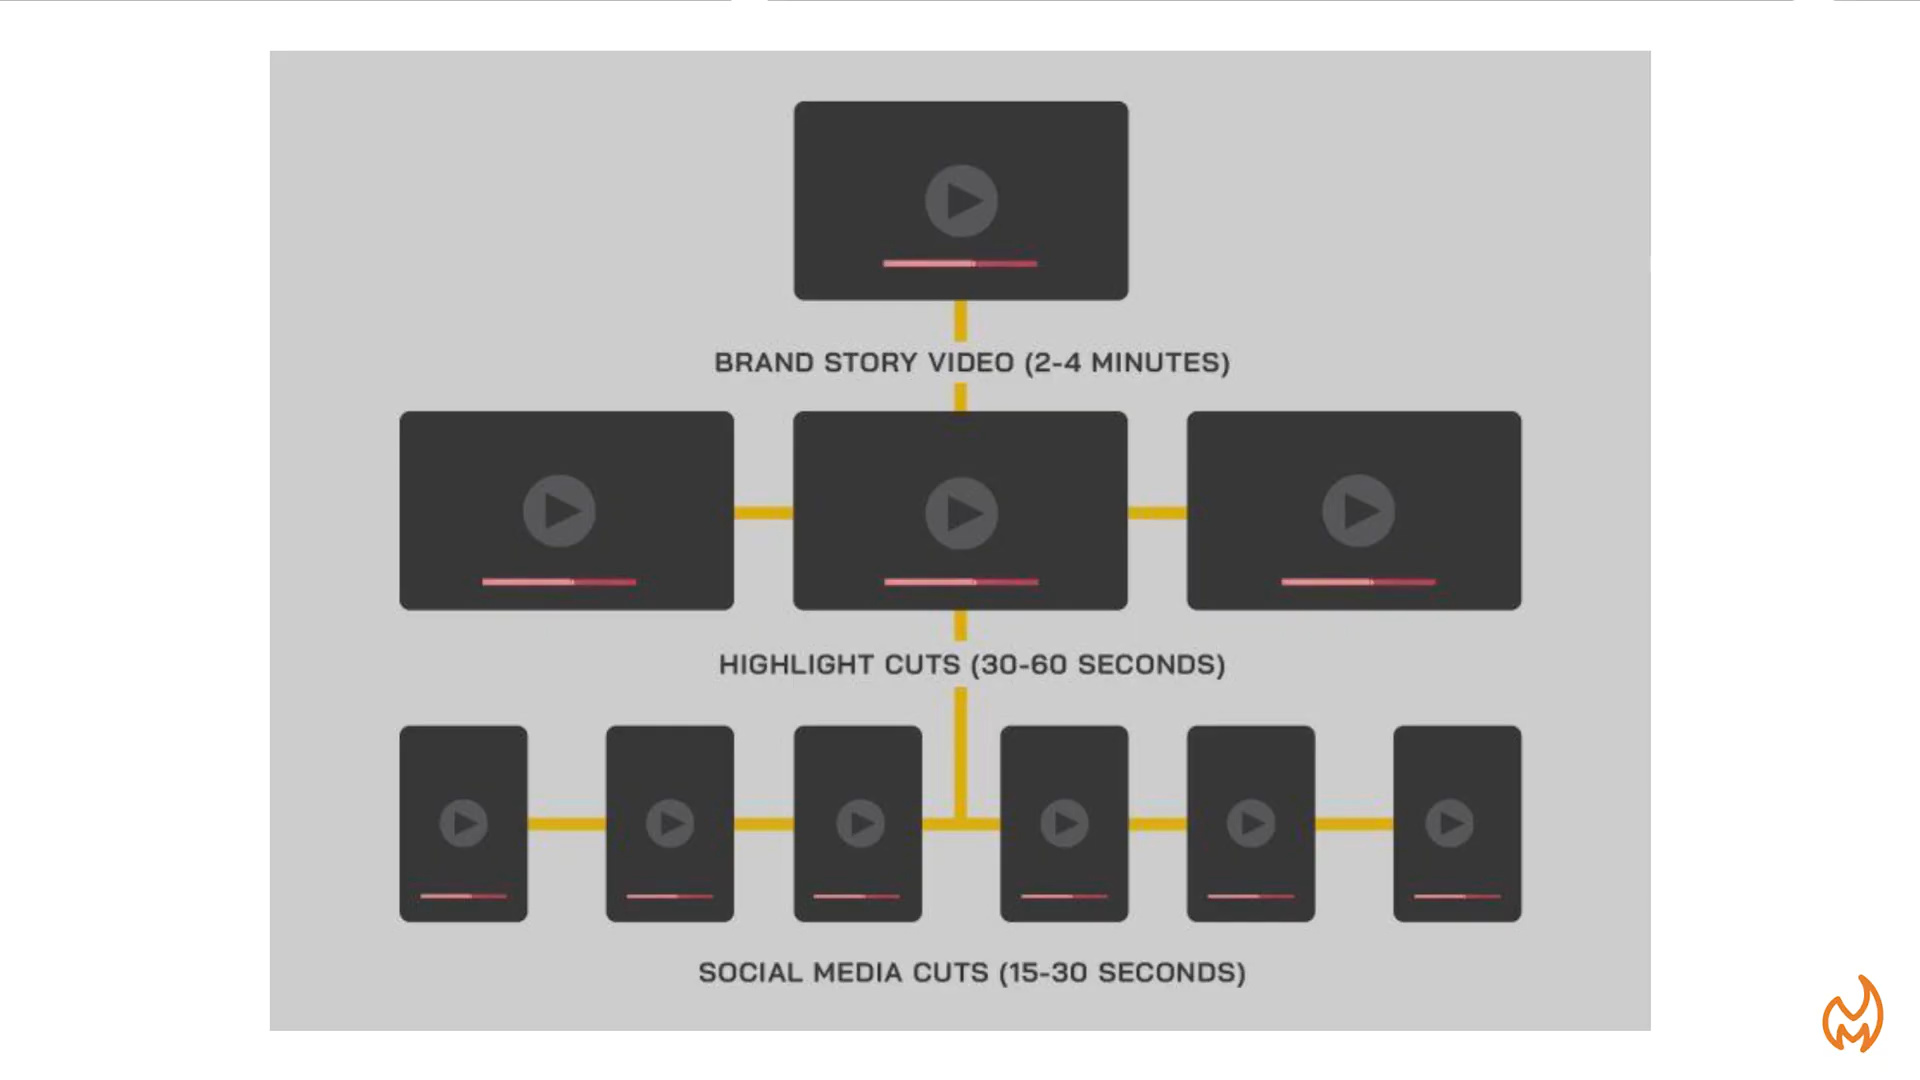 BRAND STORY VIDEO (2-4 MINUTES)
HIGHLIGHT CUTS (30-60 SECONDS)
SOCIAL MEDIA CUTS (15-30 SECONDS)